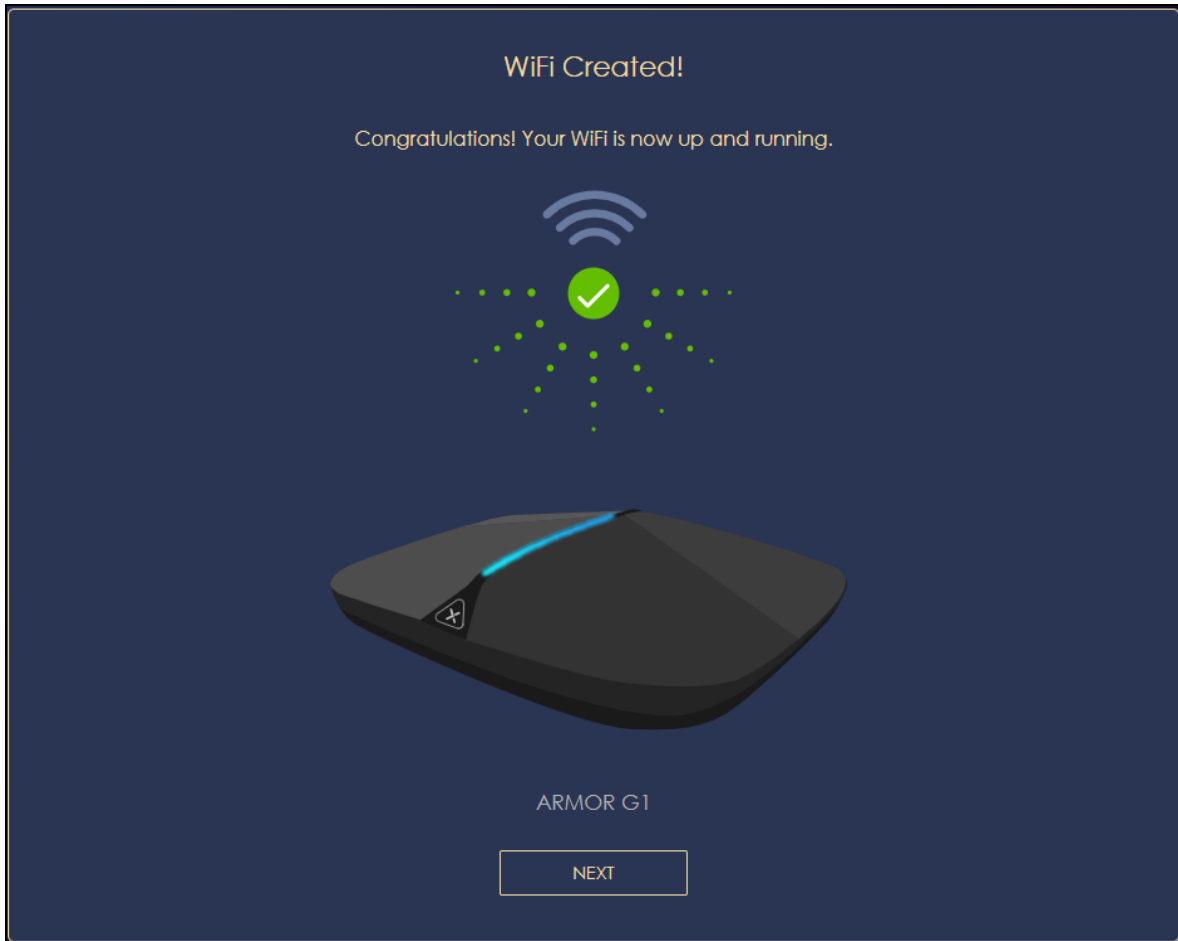 WiFi Created!
Congratulations! Your WiFi is now up and running.
ARMOR G1
NEXT